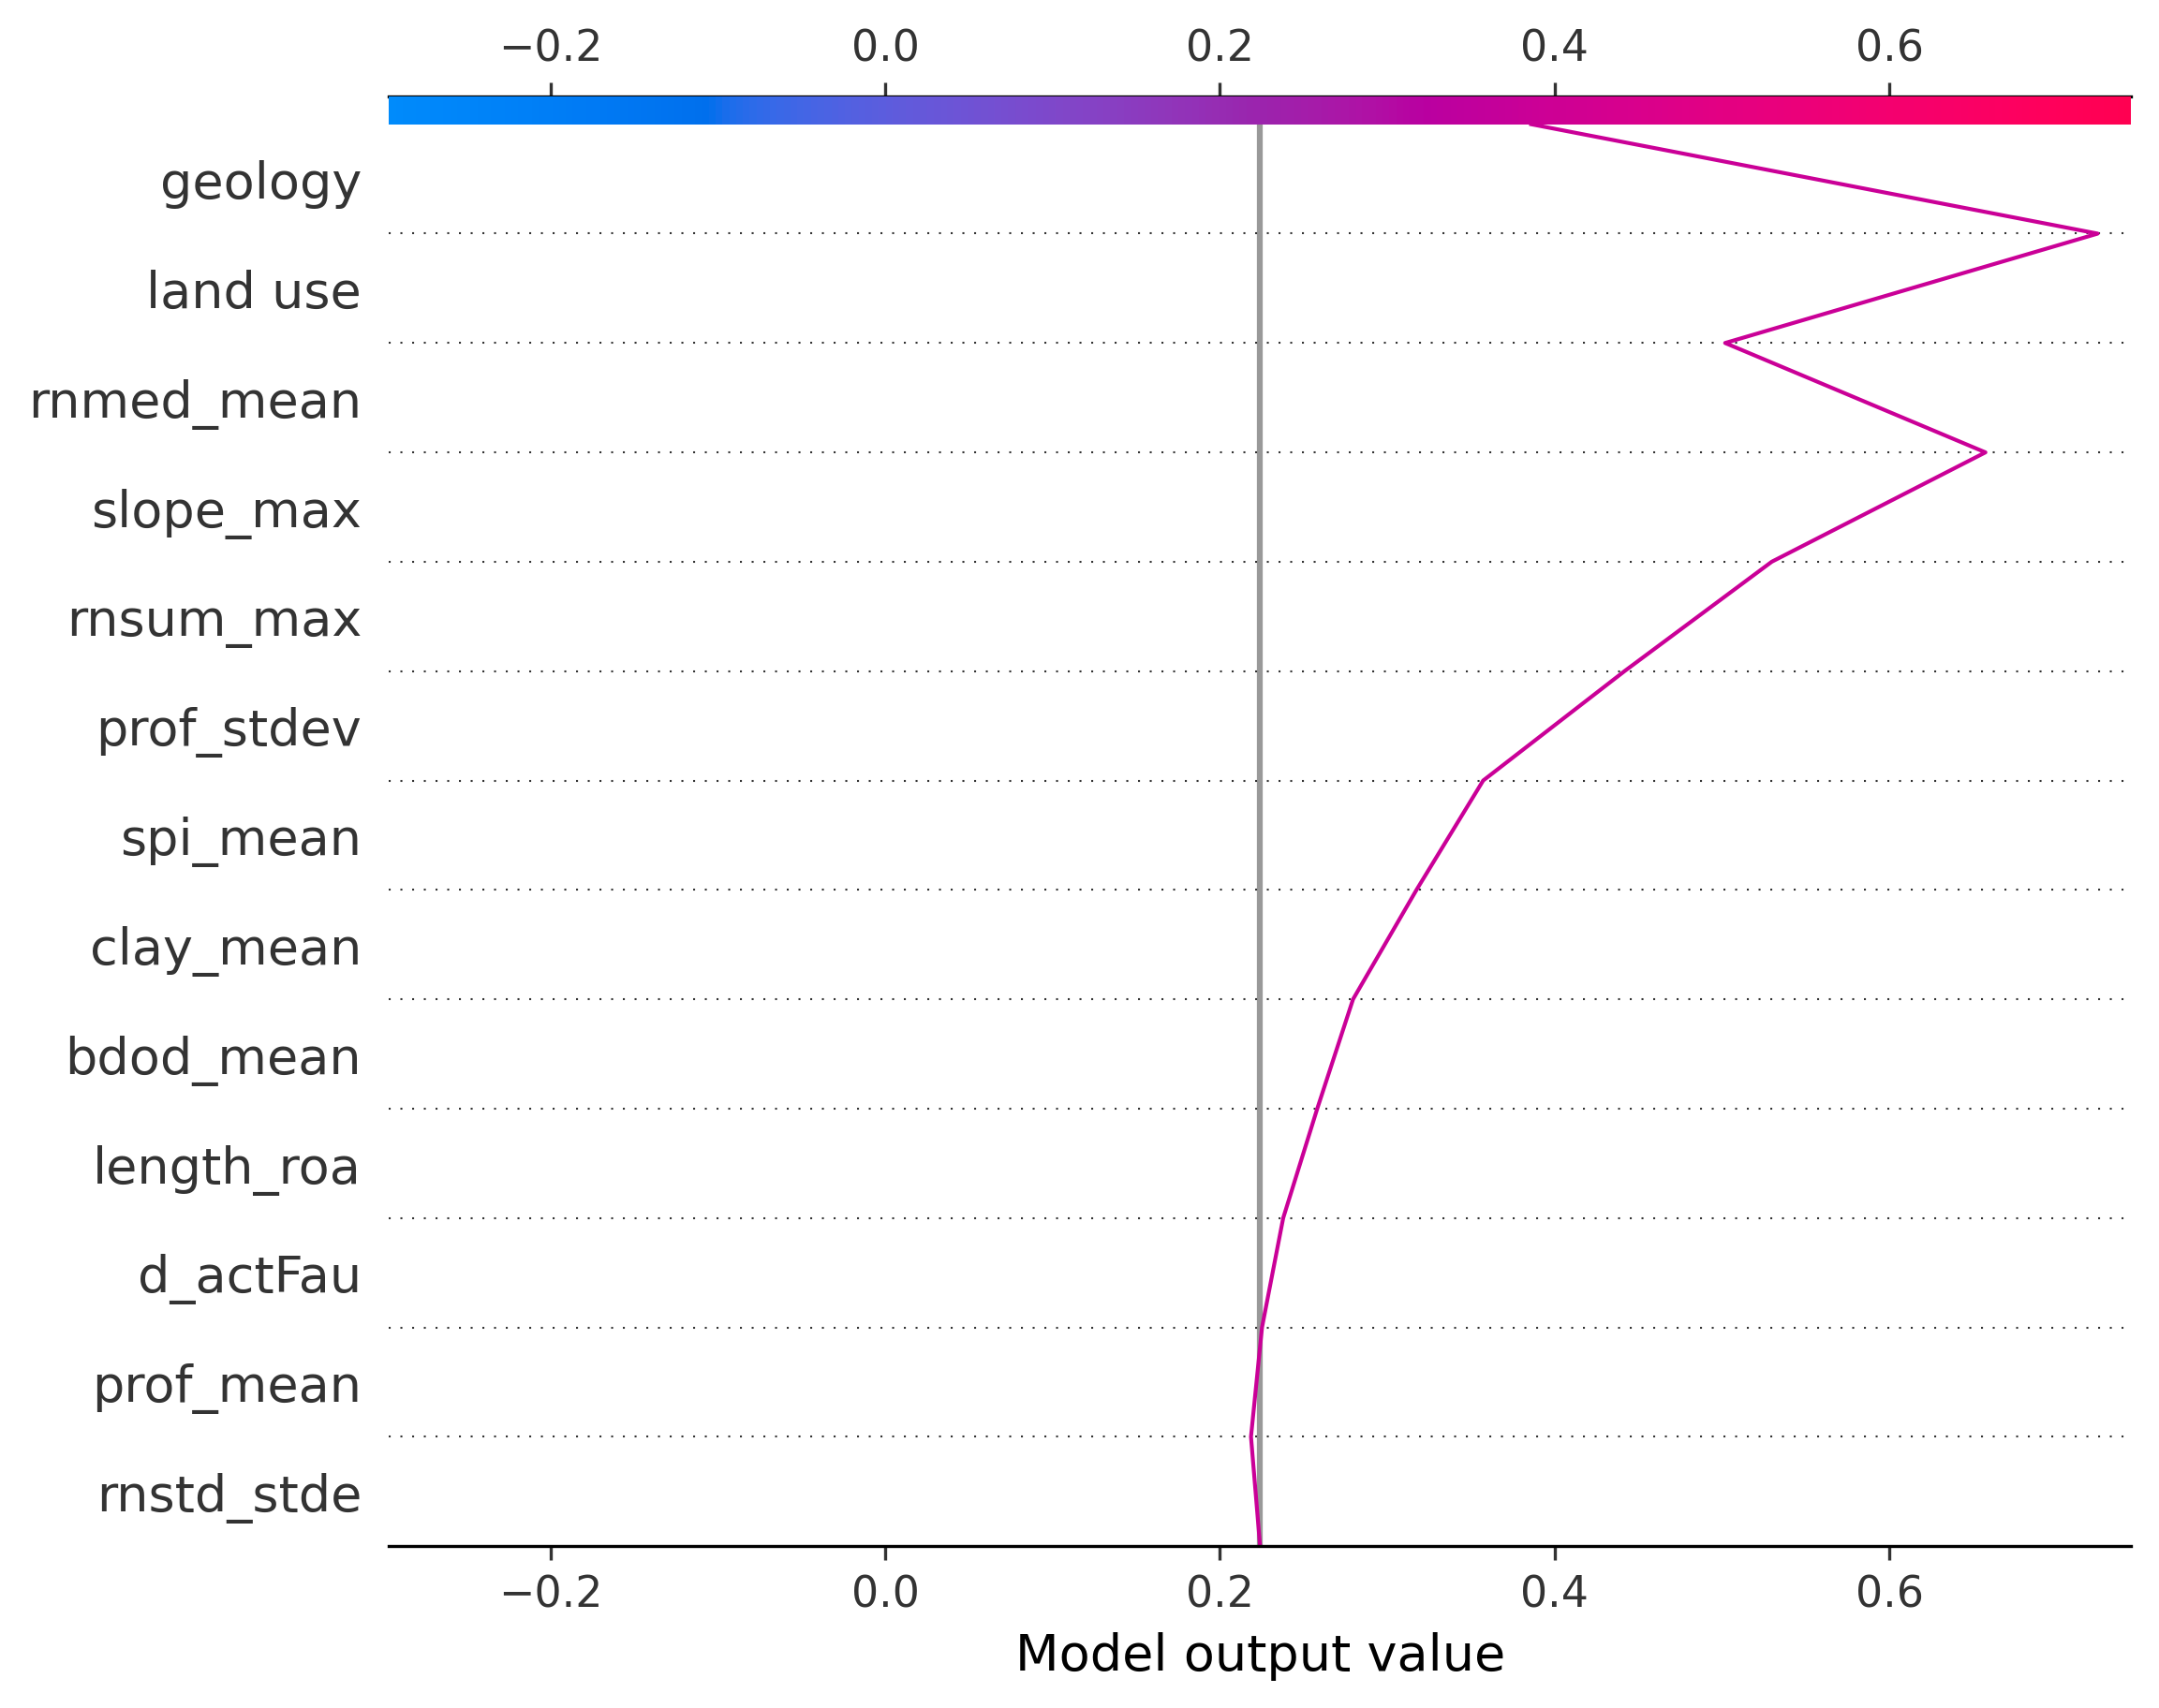 −0.2 0.0 0.2 0.4 0.6
geology
land use
rnmed_mean
slope_max
rnsum_max
prof_stdev
spi_mean
clay_mean
bdod_mean
length_roa
d_actFau
prof_mean
rnstd_stde
−0.2 0.0 0.2 0.4 0.6
Model output value